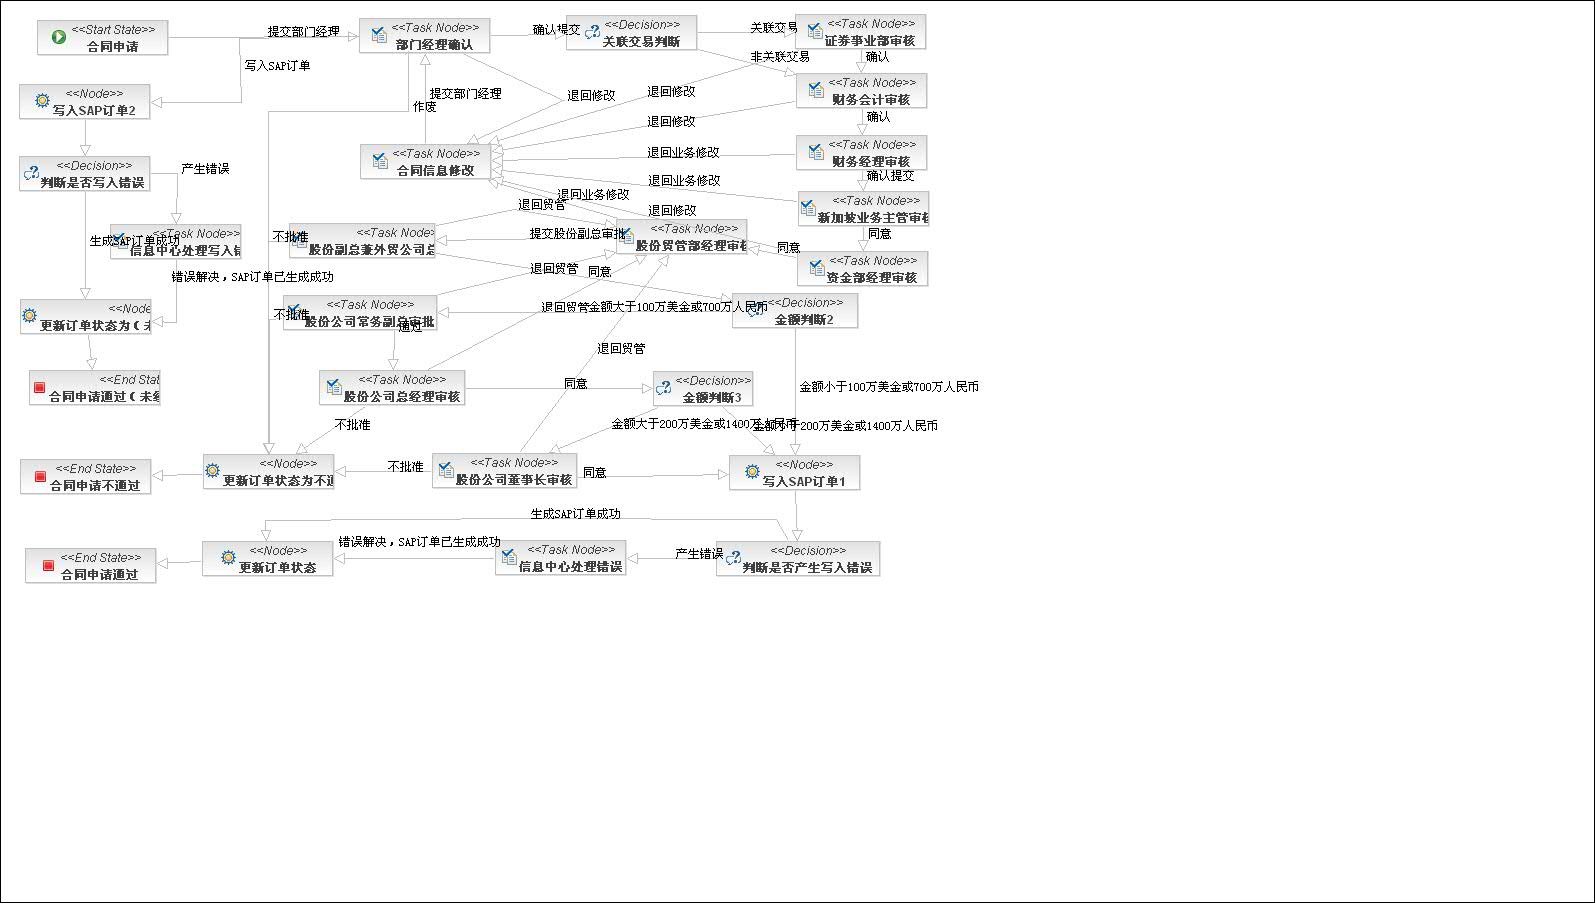 <<Start State>>
合同申请
提交部门经理
<<Task Node>>
部门经理确认
确认提交
<<Decision>>
关联交易判断
关联交易
<<Task Node>>
证券事业部审核
写入SAP订单
非关联交易
确认
<<Node>>
写入SAP订单2
提交部门经理
作废
退回修改
退回修改
<<Task Node>>
财务会计审核
退回修改
确认
<<Decision>>
判断是否写入错误
产生错误
<<Task Node>>
合同信息修改
退回业务修改
<<Task Node>>
财务经理审核
退回业务修改
确认提交
退回业务修改
退回贸管
退回修改
<<Task Node>>
新加坡业务主管审核
生成SAP订单成功
<<Task Node>>
信息中心处理写入错
不批准
<<Task Node>
股份副总兼外贸公司总
提交股份副总审批
<<Task Node>>
股份贸管部经理审核
同意
同意
<<Task Node>>
资金部经理审核
错误解决，SAP订单已生成成功
退回贸管
同意
<<Node
更新订单状态为（未
不批准
<<Task Node>>
股份公司常务副总审批
通过
退回贸管
金额大于100万美金或700万人民币
<<Decision>>
金额判断2
退回贸管
<<End Stat
合同申请通过（未纟
<<Task Node>>
股份公司总经理审核
同意
<<Decision>>
金额判断3
金额小于100万美金或700万人民币
不批准
金额大于200万美金或1400万人民币
金额小于200万美金或1400万人民币
<<End State>>
合同申请不通过
<<Node>>
更新订单状态为不通
不批准
<<Task Node>>
股份公司董事长审核
同意
<<Node>>
写入SAP订单1
生成SAP订单成功
<<End State>>
合同申请通过
<<Node>>
更新订单状态
错误解决，SAP订单已生成成功
<<Task Node>>
信息中心处理错误
产生错误
<<Decision>>
判断是否产生写入错误